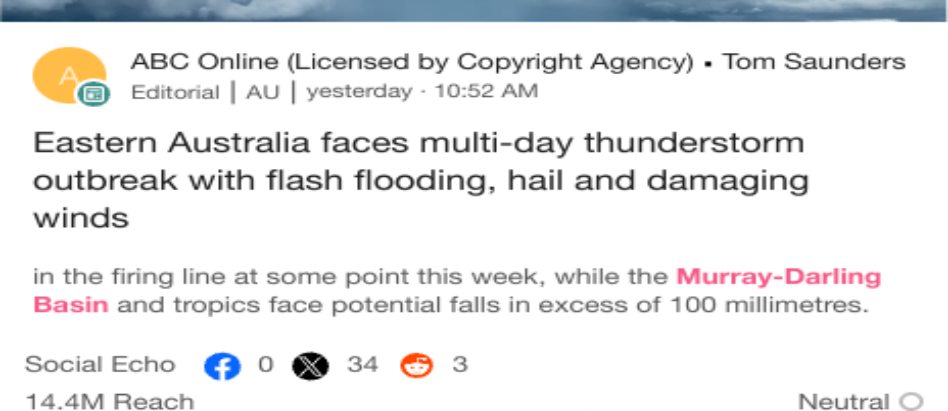 A
ABC Online (Licensed by Copyright Agency) • Tom Saunders
Editorial | AU | yesterday · 10:52 AM
Eastern Australia faces multi-day thunderstorm
outbreak with flash flooding, hail and damaging
winds
in the firing line at some point this week, while the Murray-Darling
Basin and tropics face potential falls in excess of 100 millimetres.
Social Echo 0 34 3
14.4M Reach Neutral